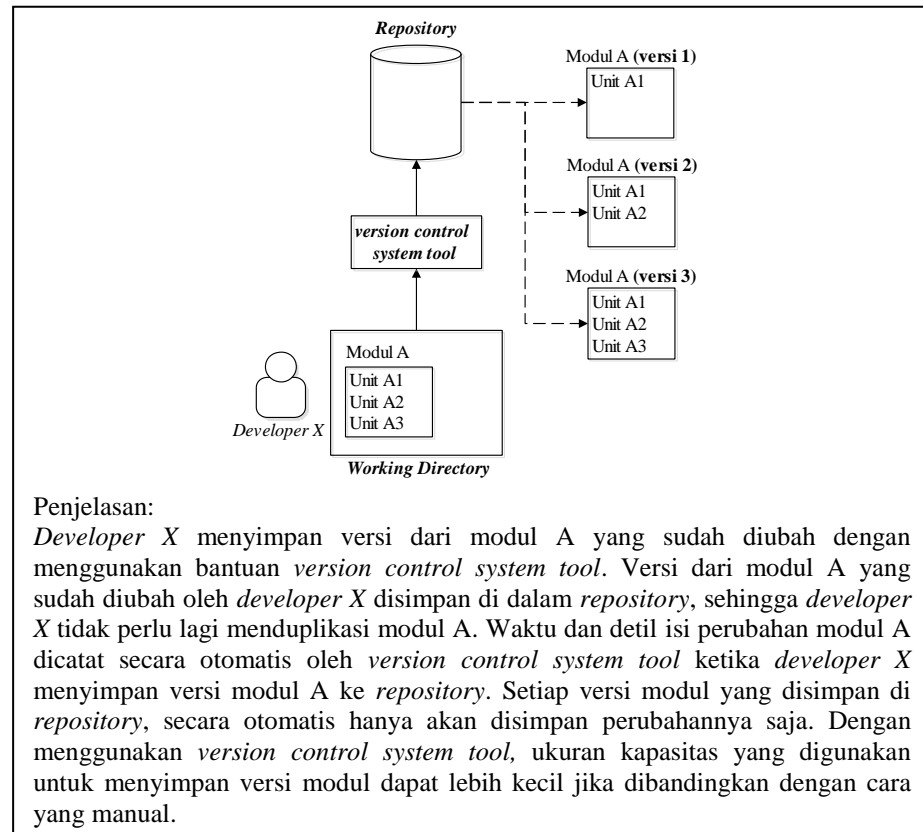 Repository
Modul A (versi 1)
Unit A1
Modul A (versi 2)
Unit A1
Unit A2
version control
system tool
Modul A (versi 3)
Unit A1
Unit A2
Unit A3
Modul A
Unit A1
Unit A2
Unit A3
Developer X
Working Directory
Penjelasan:
Developer X menyimpan versi dari modul A yang sudah diubah dengan
menggunakan bantuan version control system tool. Versi dari modul A yang
sudah diubah oleh developer X disimpan di dalam repository, sehingga developer
X tidak perlu lagi menduplikasi modul A. Waktu dan detil isi perubahan modul A
dicatat secara otomatis oleh version control system tool ketika developer X
menyimpan versi modul A ke repository. Setiap versi modul yang disimpan di
repository, secara otomatis hanya akan disimpan perubahannya saja. Dengan
menggunakan version control system tool, ukuran kapasitas yang digunakan
untuk menyimpan versi modul dapat lebih kecil jika dibandingkan dengan cara
yang manual.